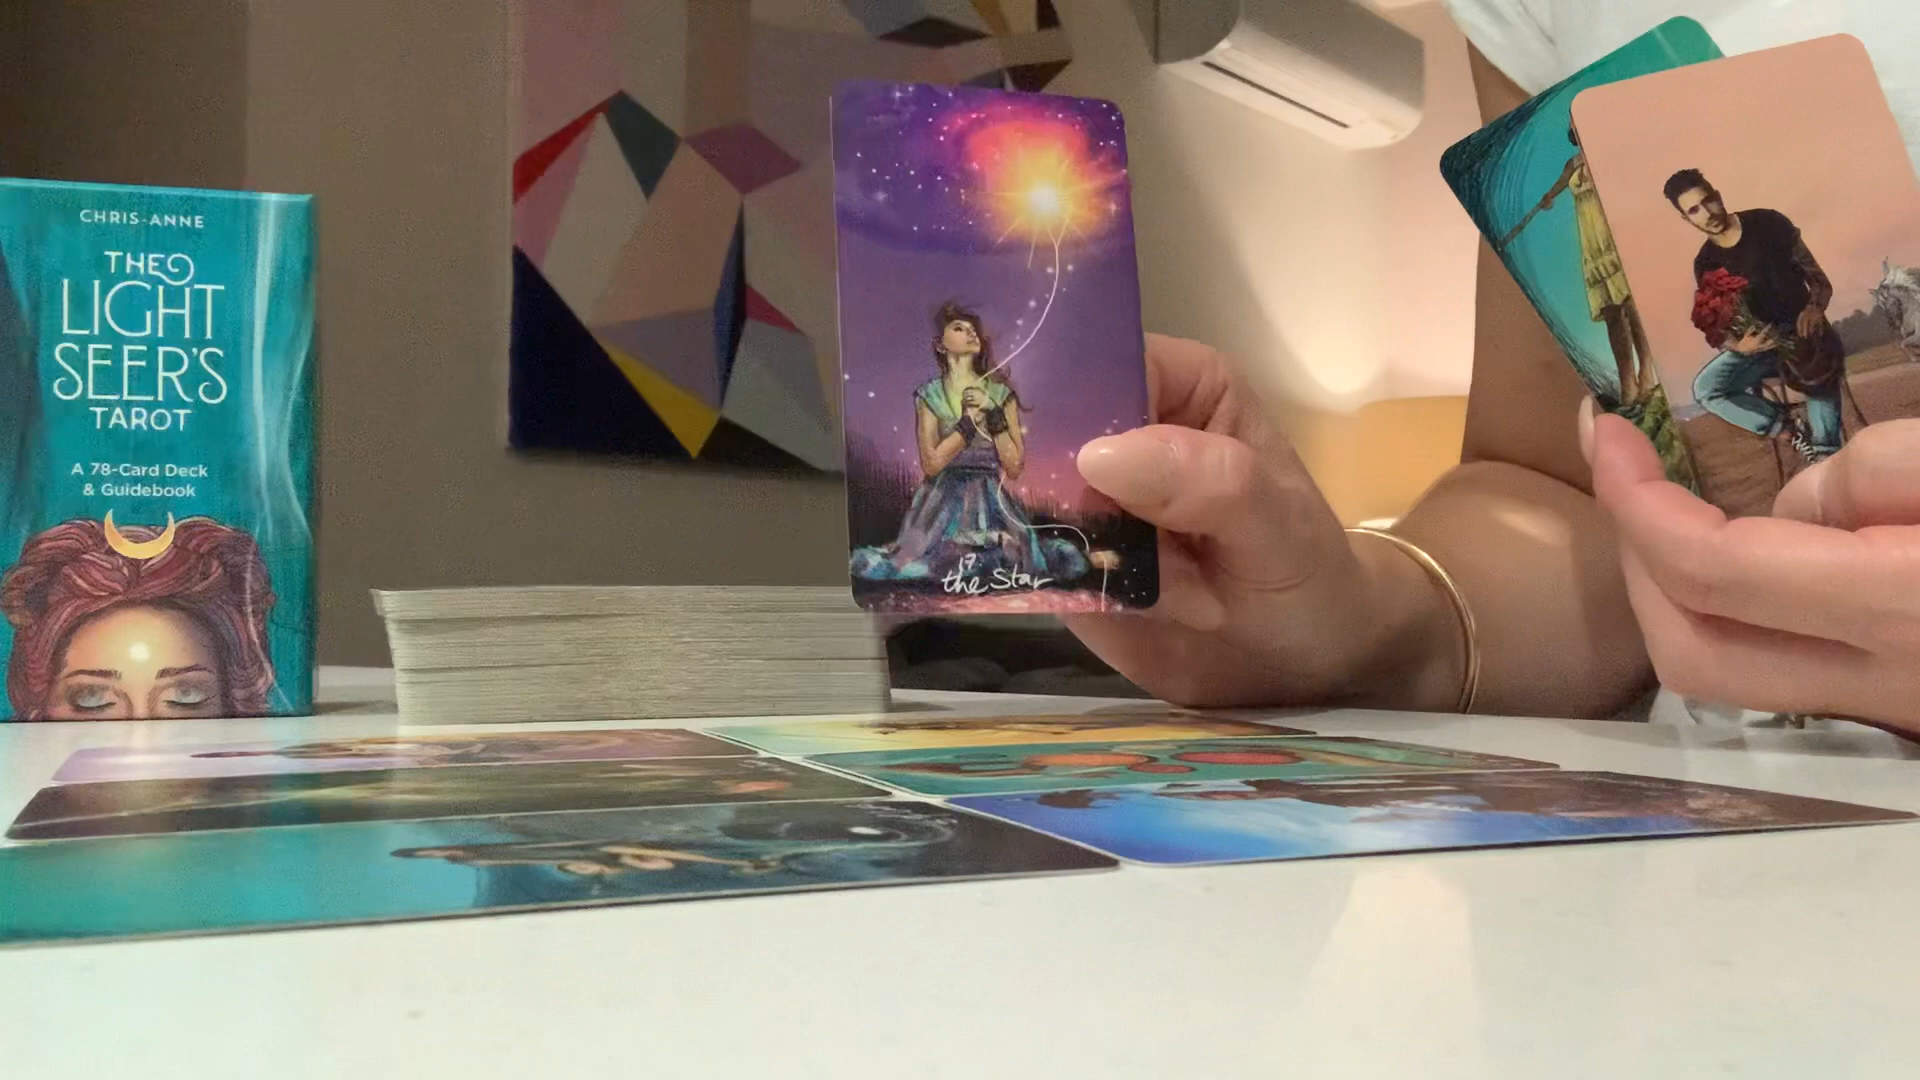 CHRIS-ANNE
THE
LIGHT
SEER'S
TAROT
A 78-Card Deck
& Guidebook
17
the Star